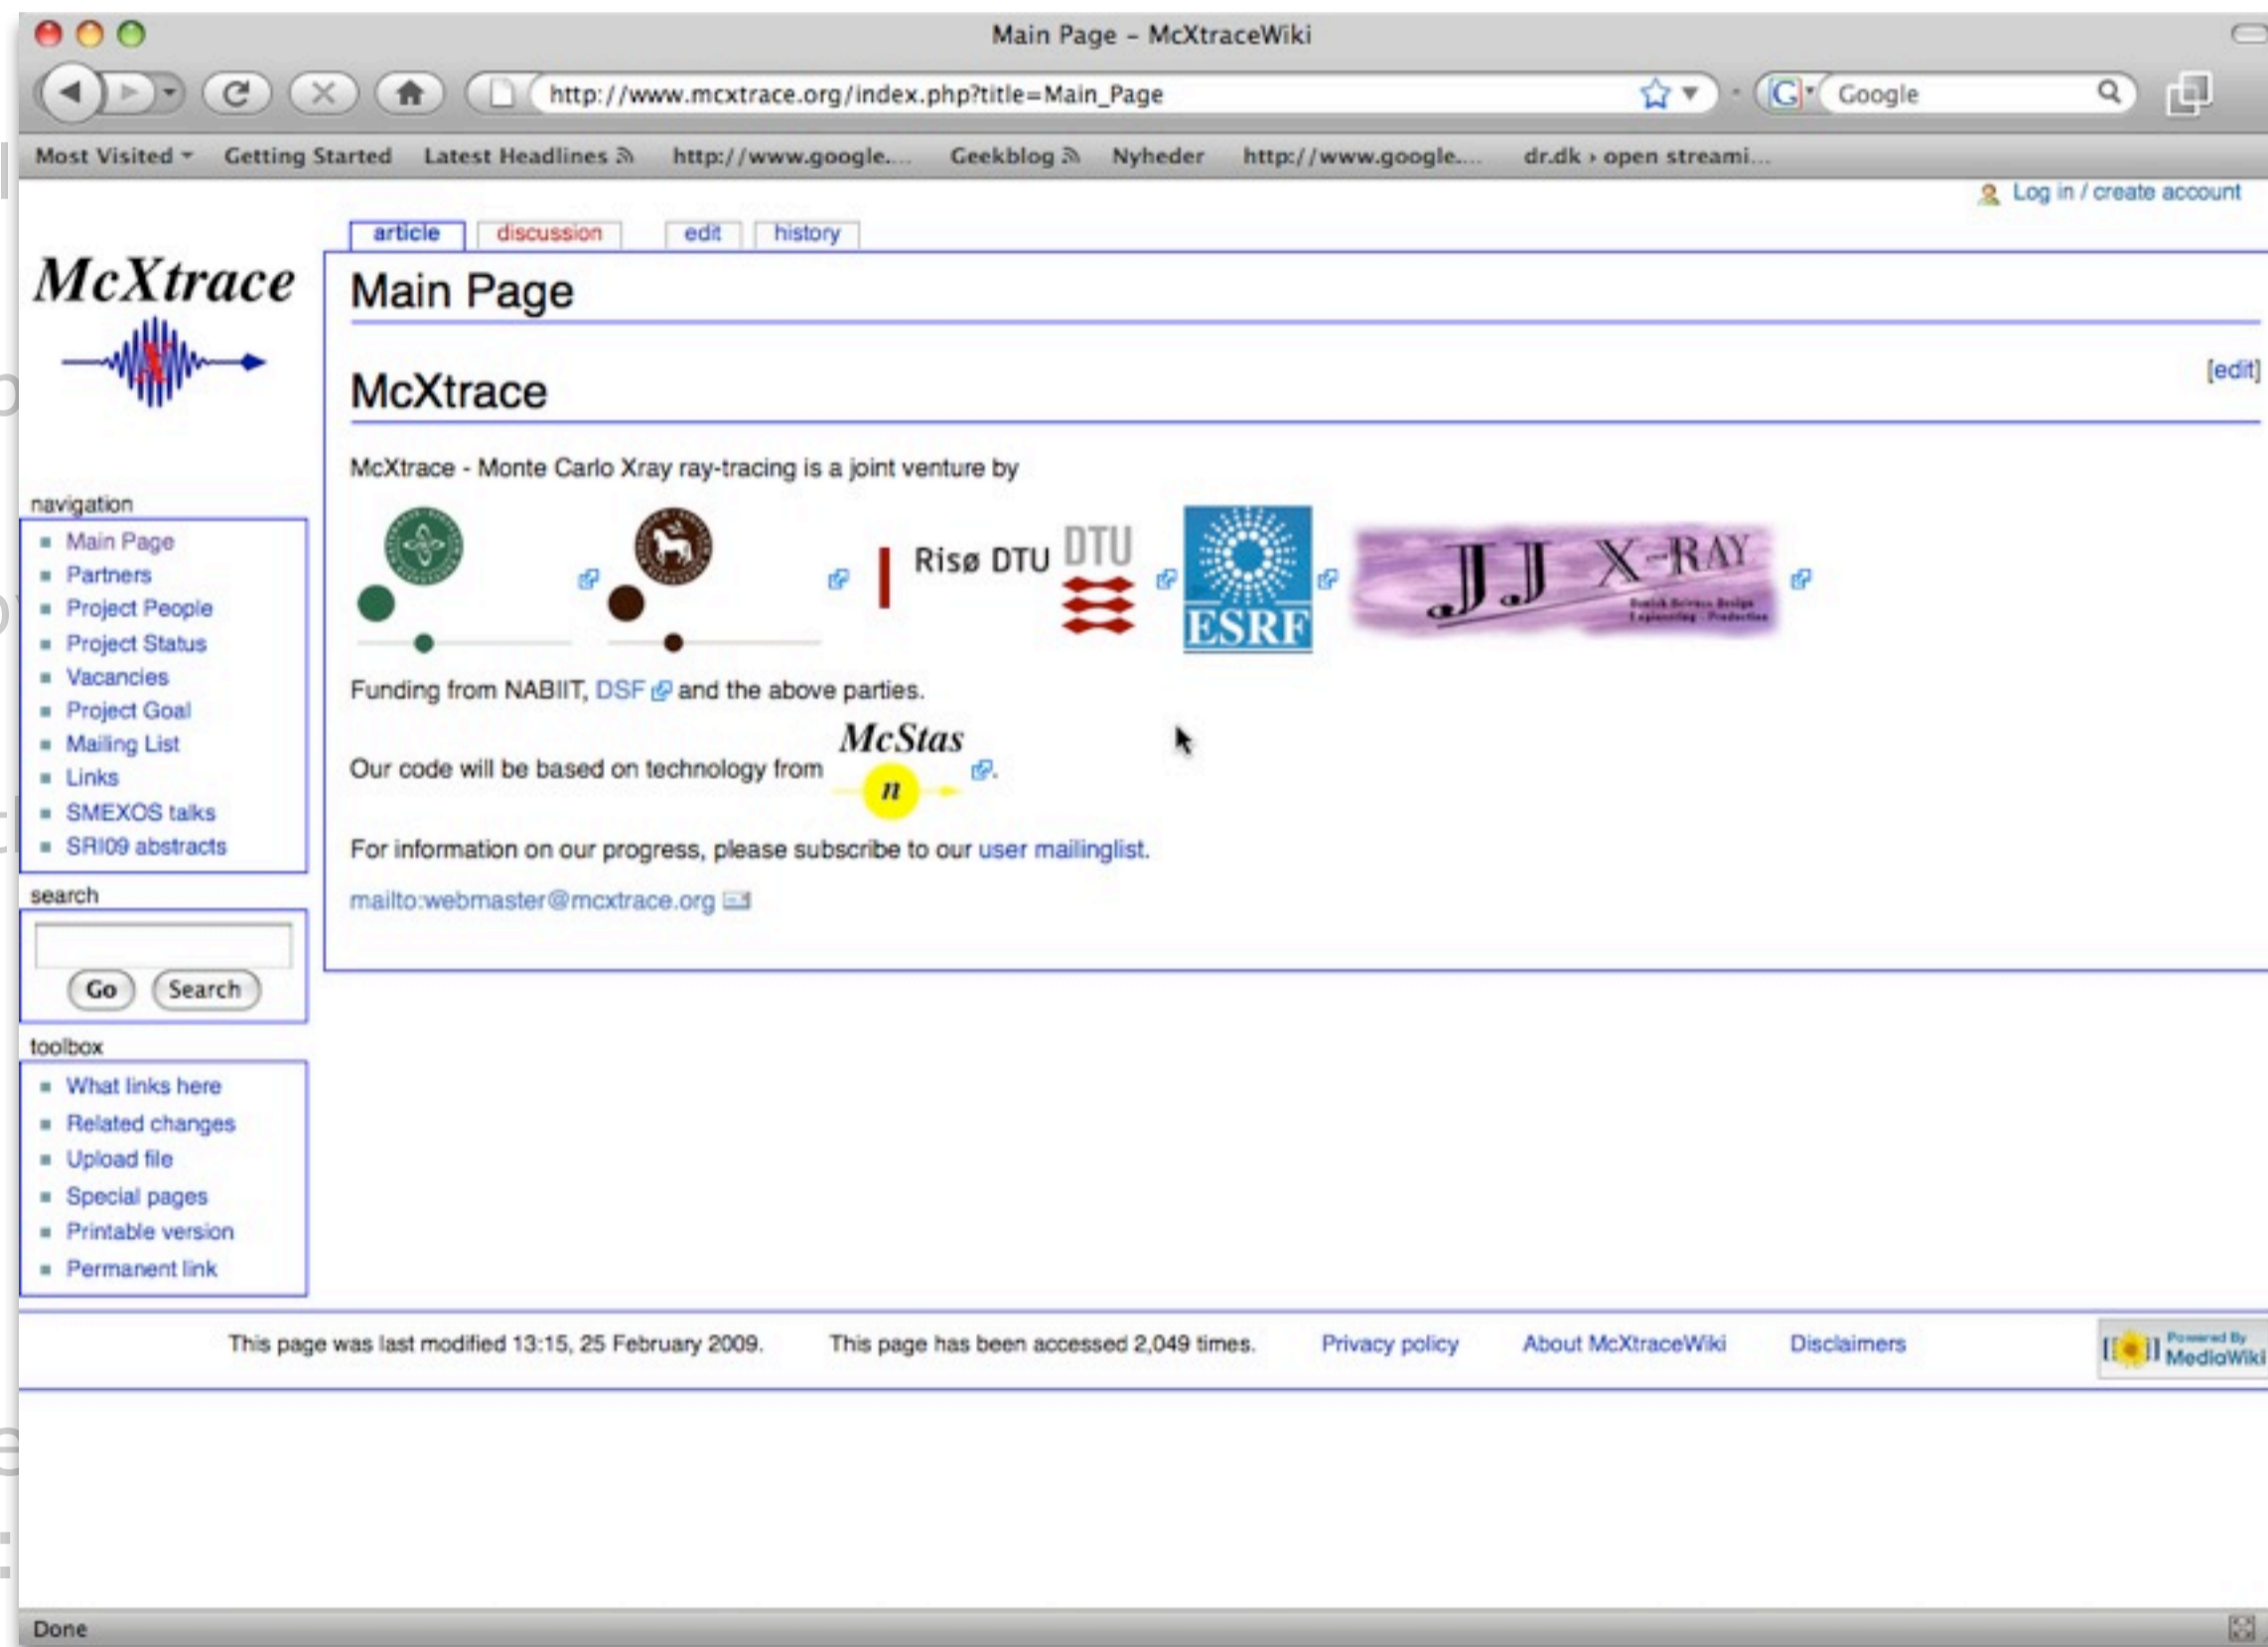 Main Page – McXtraceWiki
http://www.mcxtrace.org/index.php?title=Main_Page
Google
Most Visited Getting Started Latest Headlines http://www.google.... Geekblog Nyheder http://www.google.... dr.dk › open streami...
Log in / create account
article discussion edit history
McXtrace
Main Page
McXtrace
[edit]
McXtrace - Monte Carlo Xray ray-tracing is a joint venture by
Risø DTU DTU
ESRF
JJ X-RAY
Funding from NABIIT, DSF and the above parties.
McStas
Our code will be based on technology from
n
For information on our progress, please subscribe to our user mailinglist.
mailto:webmaster@mcxtrace.org
navigation
Main Page
Partners
Project People
Project Status
Vacancies
Project Goal
Mailing List
Links
SMEXOS talks
SRI09 abstracts
search
Go Search
toolbox
What links here
Related changes
Upload file
Special pages
Printable version
Permanent link
This page was last modified 13:15, 25 February 2009. This page has been accessed 2,049 times. Privacy policy About McXtraceWiki Disclaimers
Powered By
MediaWiki
Done